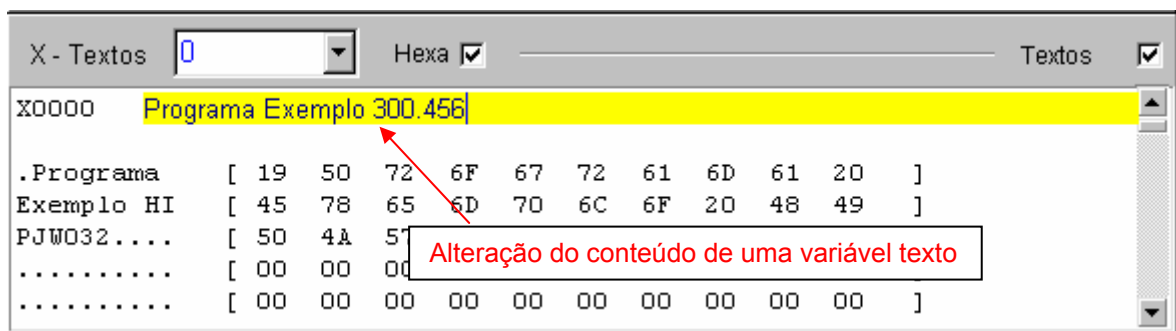 X - Textos 0 Hexa Textos
X0000 Programa Exemplo 300.456
.Programa [ 19 50 72 6F 67 72 61 6D 61 20 ]
Exemplo HI [ 45 78 65 6D 70 6C 6F 20 48 49 ]
PJW032.... [ 50 4A 57
Alteração do conteúdo de uma variável texto
.......... [ 00 00 00 ]
.......... [ 00 00 00 00 00 00 00 00 00 00 ]